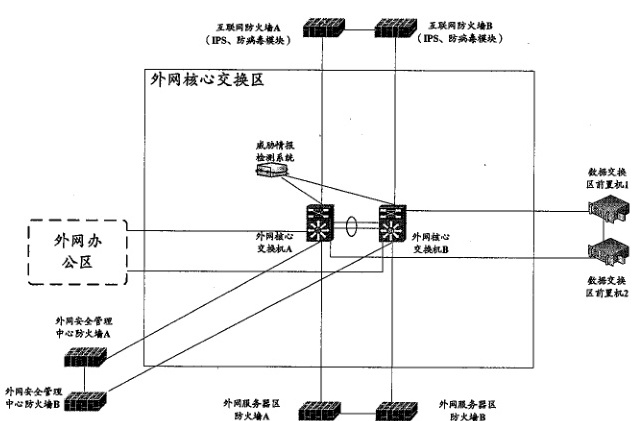 互联网防火墙A
(IPS、防病毒模块)
互联网防火墙B
(IPS、防病毒模块)
外网核心交换区
威胁情报
检测系统
数据交换
区前置机1
外网核心
交换机A
外网核心
交换机B
外网办
公区
数据交换
区前置机2
外网安全管理
中心防火墙A
外网安全管理
中心防火墙B
外网服务器区
防火墙A
外网服务器区
防火墙B